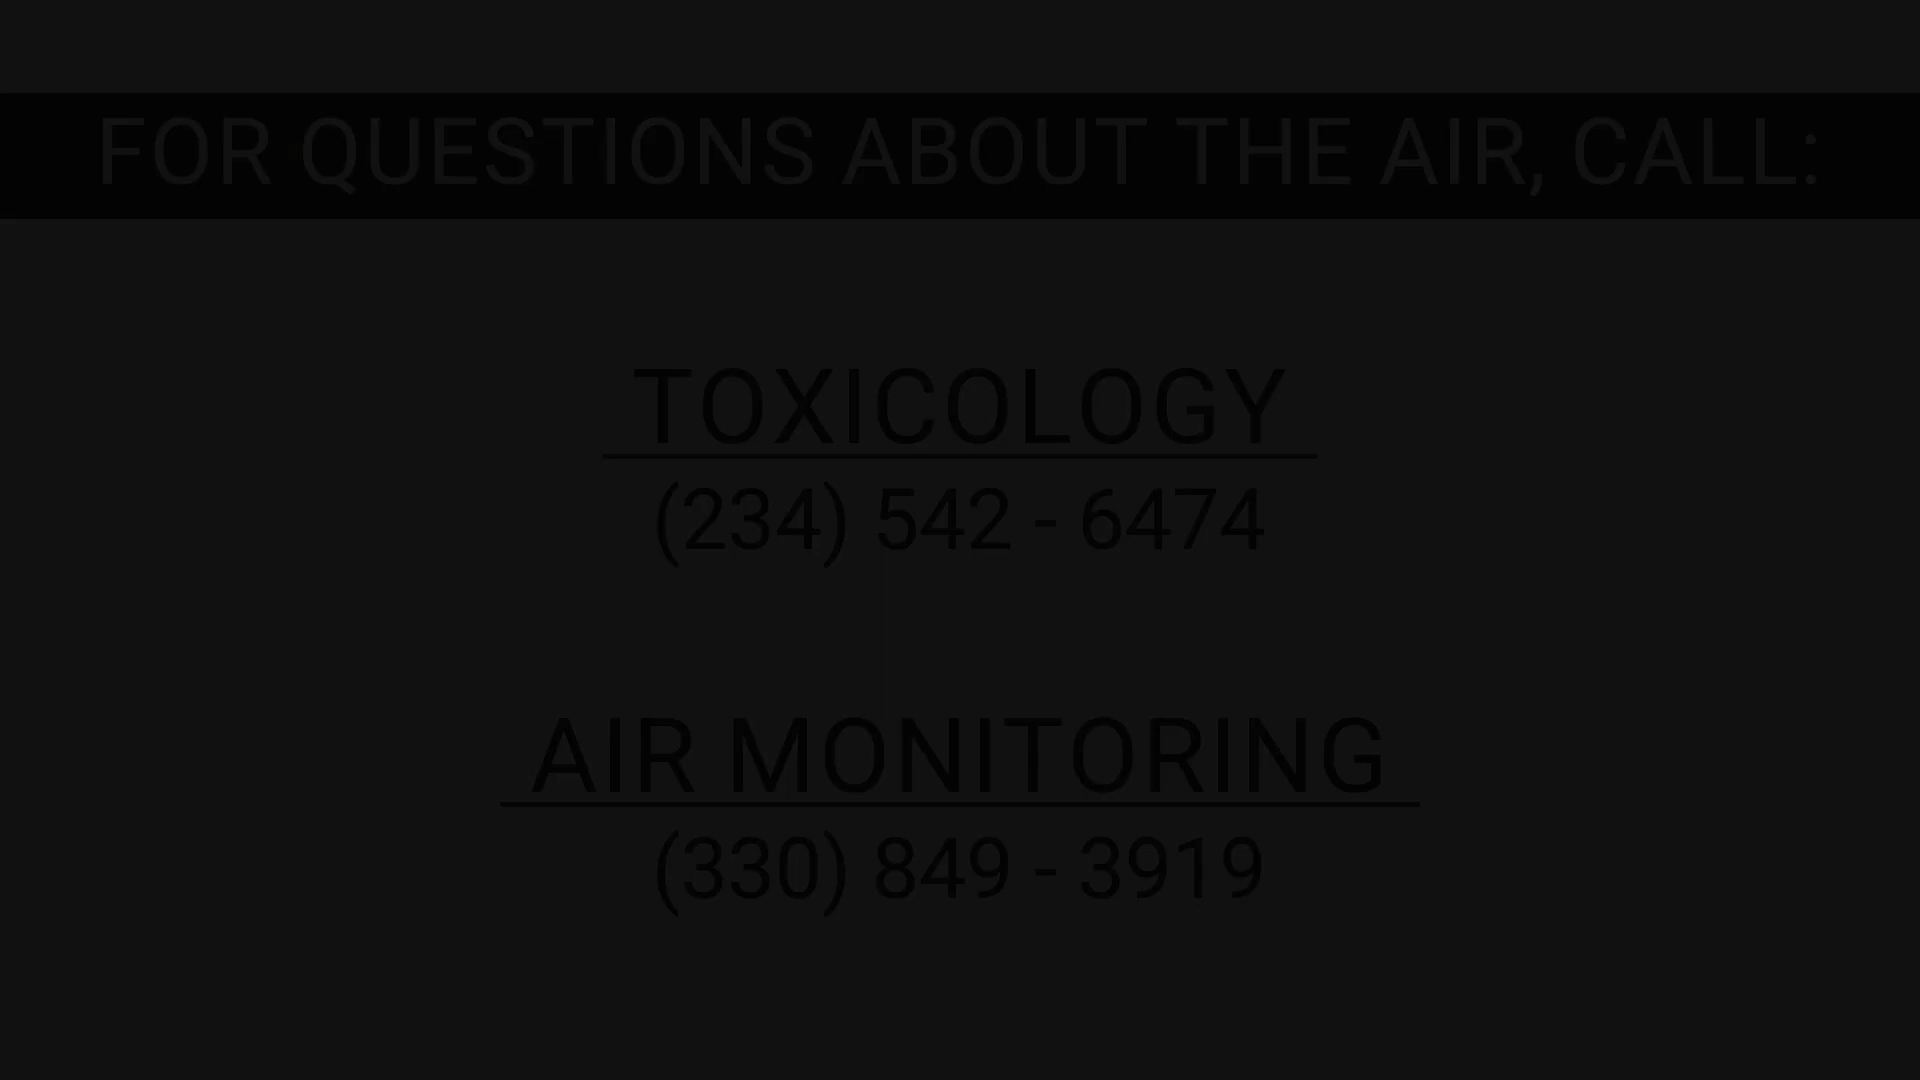 FOR QUESTIONS ABOUT THE AIR, CALL:
TOXICOLOGY
(234) 542 - 6474
AIR MONITORING
(330) 849 - 3919